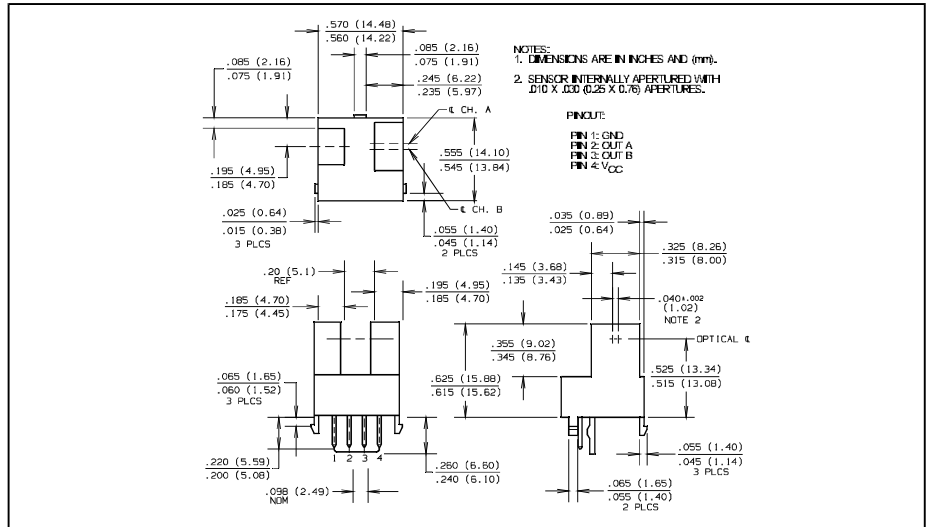 .570 (14.48)
.560 (14.22)
.085 (2.16)
.075 (1.91)
.085 (2.16)
.075 (1.91)
.245 (6.22)
.235 (5.97)
℄ CH. A
.555 (14.10)
.545 (13.84)
.195 (4.95)
.185 (4.70)
℄ CH. B
.025 (0.64)
.015 (0.38)
3 PLCS
.055 (1.40)
.045 (1.14)
2 PLCS
NOTES:
1. DIMENSIONS ARE IN INCHES AND (mm).
2. SENSOR INTERNALLY APERTURED WITH
.010 X .030 (0.25 X 0.76) APERTURES.
PINOUT:
PIN 1: GND
PIN 2: OUT A
PIN 3: OUT B
PIN 4: VCC
.20 (5.1)
REF
.195 (4.95)
.185 (4.70)
.185 (4.70)
.175 (4.45)
.065 (1.65)
.060 (1.52)
3 PLCS
.625 (15.88)
.615 (15.62)
1 2 3 4
.220 (5.59)
.200 (5.08)
.260 (6.60)
.240 (6.10)
.098 (2.49)
NOM
.035 (0.89)
.025 (0.64)
.325 (8.26)
.315 (8.00)
.145 (3.68)
.135 (3.43)
.040±.002
(1.02)
NOTE 2
OPTICAL ℄
.355 (9.02)
.345 (8.76)
.525 (13.34)
.515 (13.08)
.055 (1.40)
.045 (1.14)
3 PLCS
.065 (1.65)
.055 (1.40)
2 PLCS